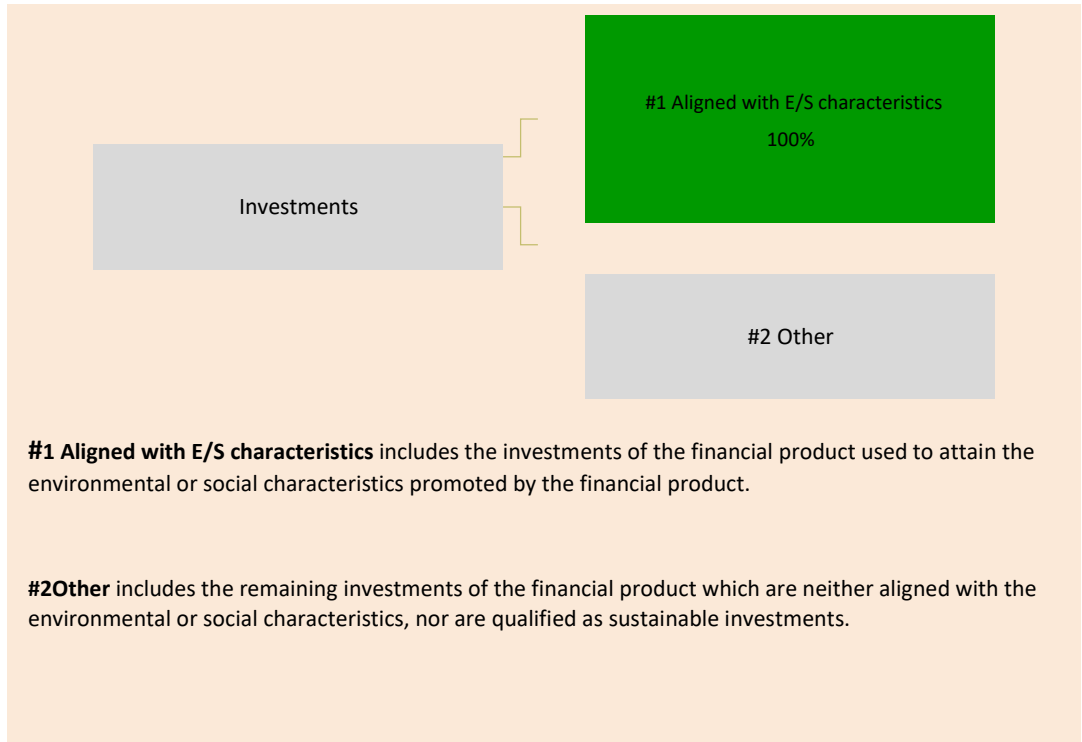 #1 Aligned with E/S characteristics
100%
Investments
#2 Other
#1 Aligned with E/S characteristics includes the investments of the financial product used to attain the
environmental or social characteristics promoted by the financial product.
#2Other includes the remaining investments of the financial product which are neither aligned with the
environmental or social characteristics, nor are qualified as sustainable investments.